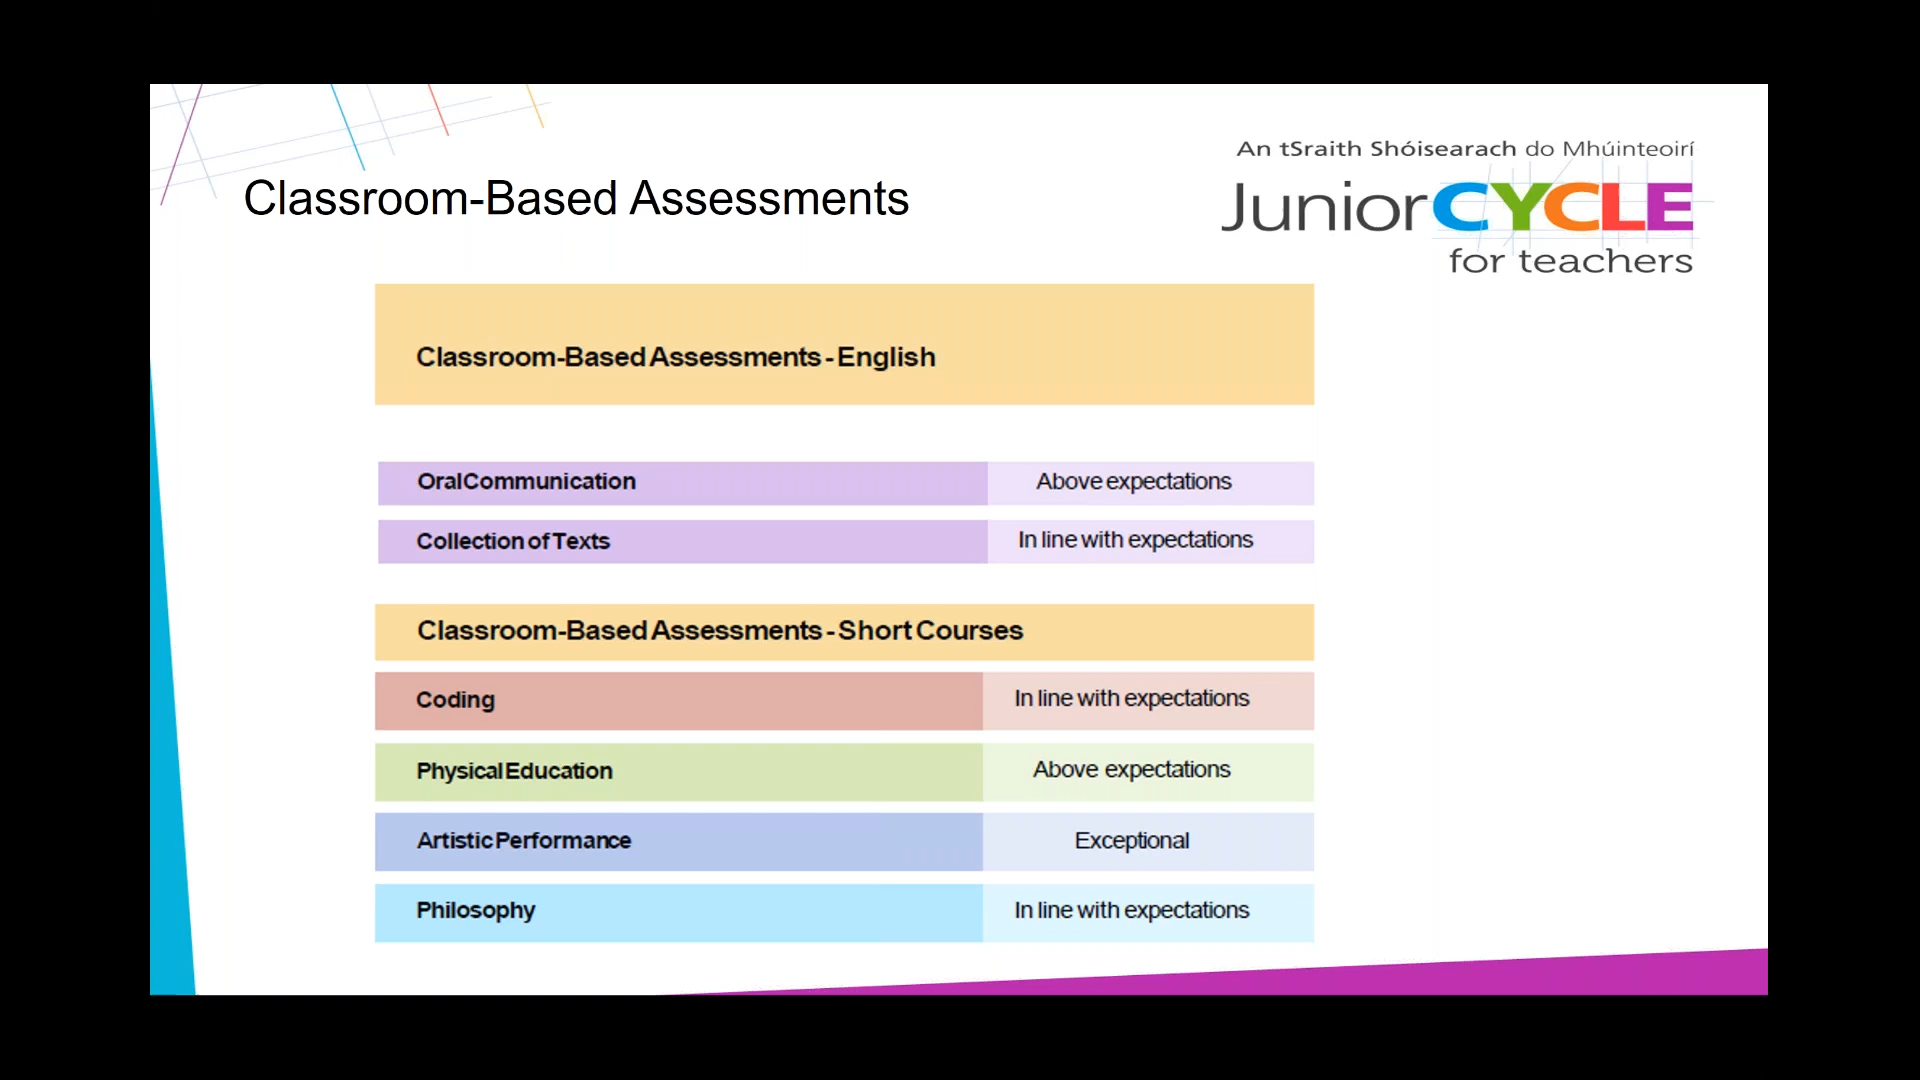 An tSraith Shóisearach do Mhúinteoirí
JuniorCYCLE
for teachers
Classroom-Based Assessments
Classroom-Based Assessments - English
Oral Communication Above expectations
Collection of Texts In line with expectations
Classroom-Based Assessments - Short Courses
Coding In line with expectations
Physical Education Above expectations
Artistic Performance Exceptional
Philosophy In line with expectations